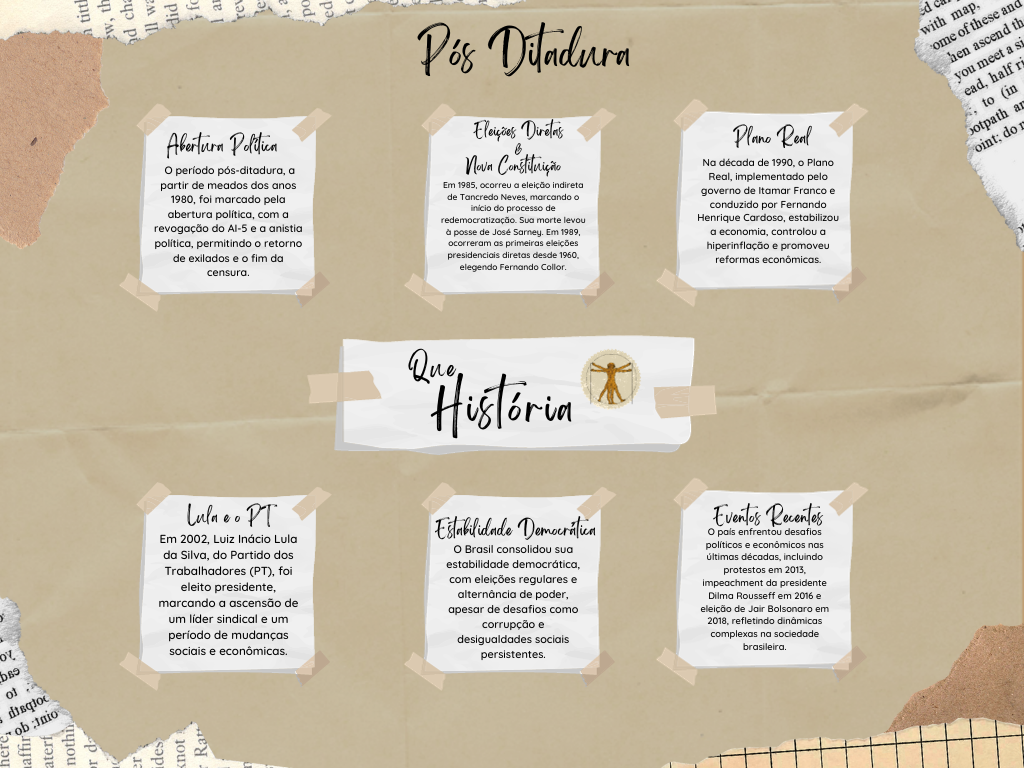 Pós Ditadura
Abertura Política
O período pós-ditadura, a
partir de meados dos anos
1980, foi marcado pela
abertura política, com a
revogação do AI-5 e a anistia
política, permitindo o retorno
de exilados e o fim da
censura.
Eleições Diretas
&
Nova Constituição
Em 1985, ocorreu a eleição indireta
de Tancredo Neves, marcando o
início do processo de
redemocratização. Sua morte levou
à posse de José Sarney. Em 1989,
ocorreram as primeiras eleições
presidenciais diretas desde 1960,
elegendo Fernando Collor.
Plano Real
Na década de 1990, o Plano
Real, implementado pelo
governo de Itamar Franco e
conduzido por Fernando
Henrique Cardoso, estabilizou
a economia, controlou a
hiperinflação e promoveu
reformas econômicas.
Que
História
Lula e o PT
Em 2002, Luiz Inácio Lula
da Silva, do Partido dos
Trabalhadores (PT), foi
eleito presidente,
marcando a ascensão de
um líder sindical e um
período de mudanças
sociais e econômicas.
Estabilidade Democrática
O Brasil consolidou sua
estabilidade democrática,
com eleições regulares e
alternância de poder,
apesar de desafios como
corrupção e
desigualdades sociais
persistentes.
Eventos Recentes
O país enfrentou desafios
políticos e econômicos nas
últimas décadas, incluindo
protestos em 2013,
impeachment da presidente
Dilma Rousseff em 2016 e
eleição de Jair Bolsonaro em
2018, refletindo dinâmicas
complexas na sociedade
brasileira.
with map.
ome of these and
hen ascend th
you meet a si
ead, half ri
to (in
ootpath an
oint; do n